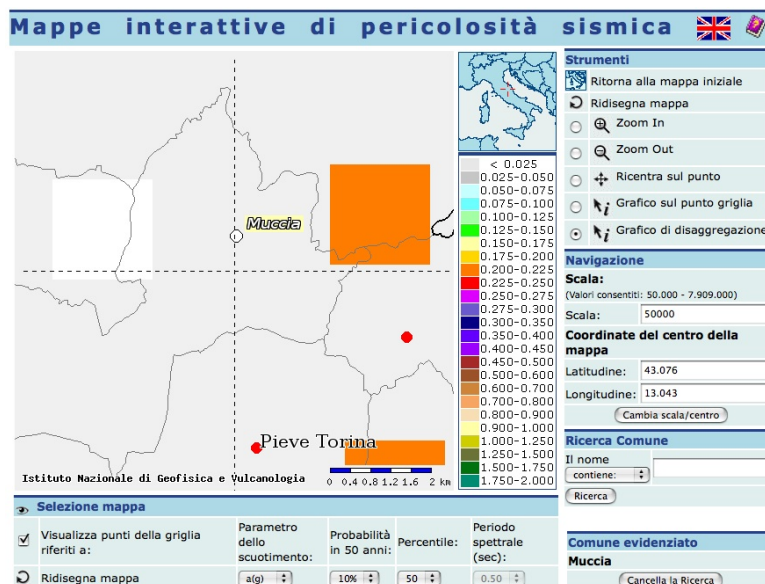 Mappe interattive di pericolosità sismica
Muccia
Pieve Torina
Istituto Nazionale di Geofisica e Vulcanologia
0 0.4 0.8 1.2 1.6 2 km
< 0.025
0.025-0.050
0.050-0.075
0.075-0.100
0.100-0.125
0.125-0.150
0.150-0.175
0.175-0.200
0.200-0.225
0.225-0.250
0.250-0.275
0.275-0.300
0.300-0.350
0.350-0.400
0.400-0.450
0.450-0.500
0.500-0.600
0.600-0.700
0.700-0.800
0.800-0.900
0.900-1.000
1.000-1.250
1.250-1.500
1.500-1.750
1.750-2.000
Strumenti
Ritorna alla mappa iniziale
Ridisegna mappa
Zoom In
Zoom Out
Ricentra sul punto
Grafico sul punto griglia
Grafico di disaggregazione
Navigazione
Scala:
(Valori consentiti: 50.000 - 7.909.000)
Scala: 50000
Coordinate del centro della
mappa
Latitudine: 43.076
Longitudine: 13.043
Cambia scala/centro
Ricerca Comune
Il nome
contiene:
Ricerca
Comune evidenziato
Muccia
Cancella la Ricerca
Selezione mappa
Visualizza punti della griglia
riferiti a:
Parametro
dello
scuotimento:
Probabilità
in 50 anni:
Percentile:
Periodo
spettrale
(sec):
Ridisegna mappa
a(g) 10% 50 0.50